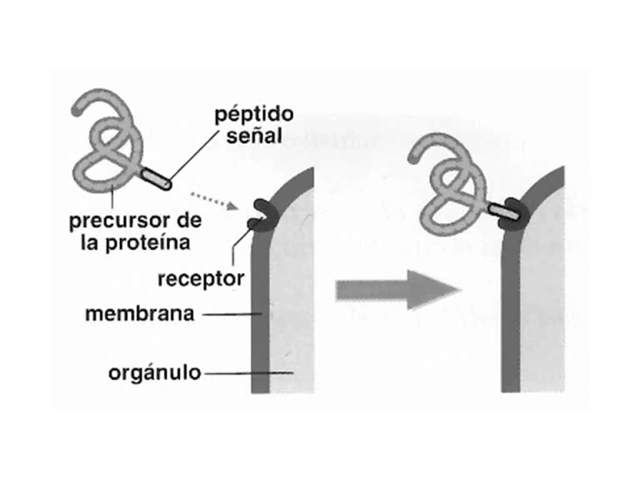 péptido
señal
precursor de
la proteína
receptor
membrana
orgánulo